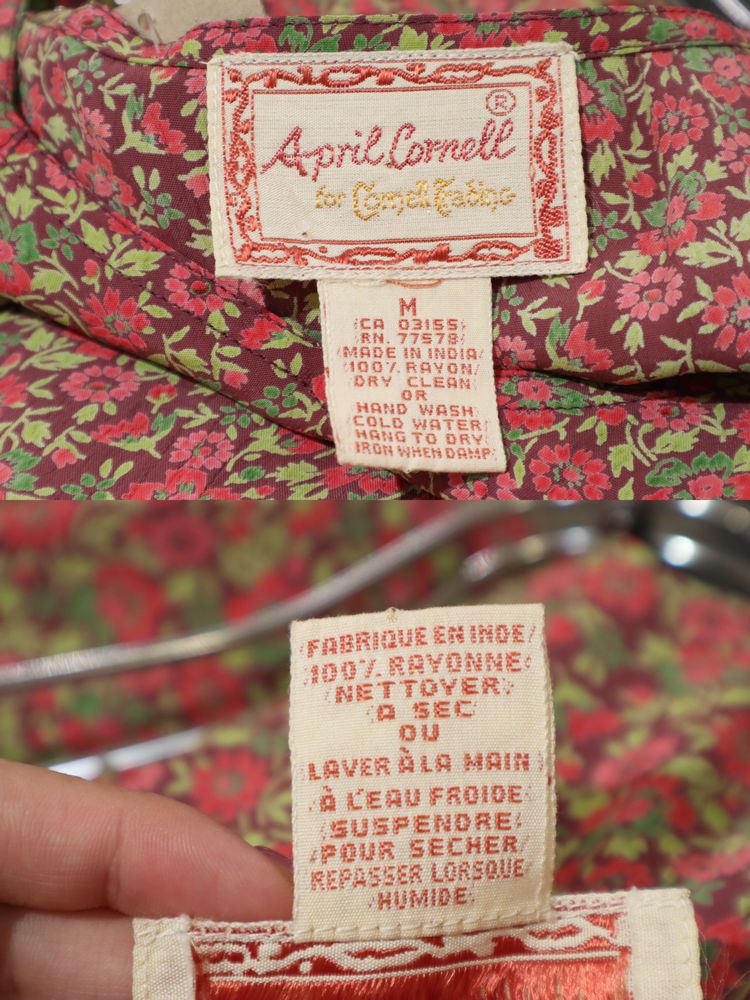 April Cornell ®
for Cornell Trading
M
CA 03155
RN. 77578
MADE IN INDIA
100% RAYON
DRY CLEAN
OR
HAND WASH
COLD WATER
HANG TO DRY
IRON WHEN DAMP
FABRIQUE EN INDE
100% RAYONNE
NETTOYER
A SEC
OU
LAVER À LA MAIN
À L'EAU FROIDE
SUSPENDRE
POUR SECHER
REPASSER LORSQUE
HUMIDE